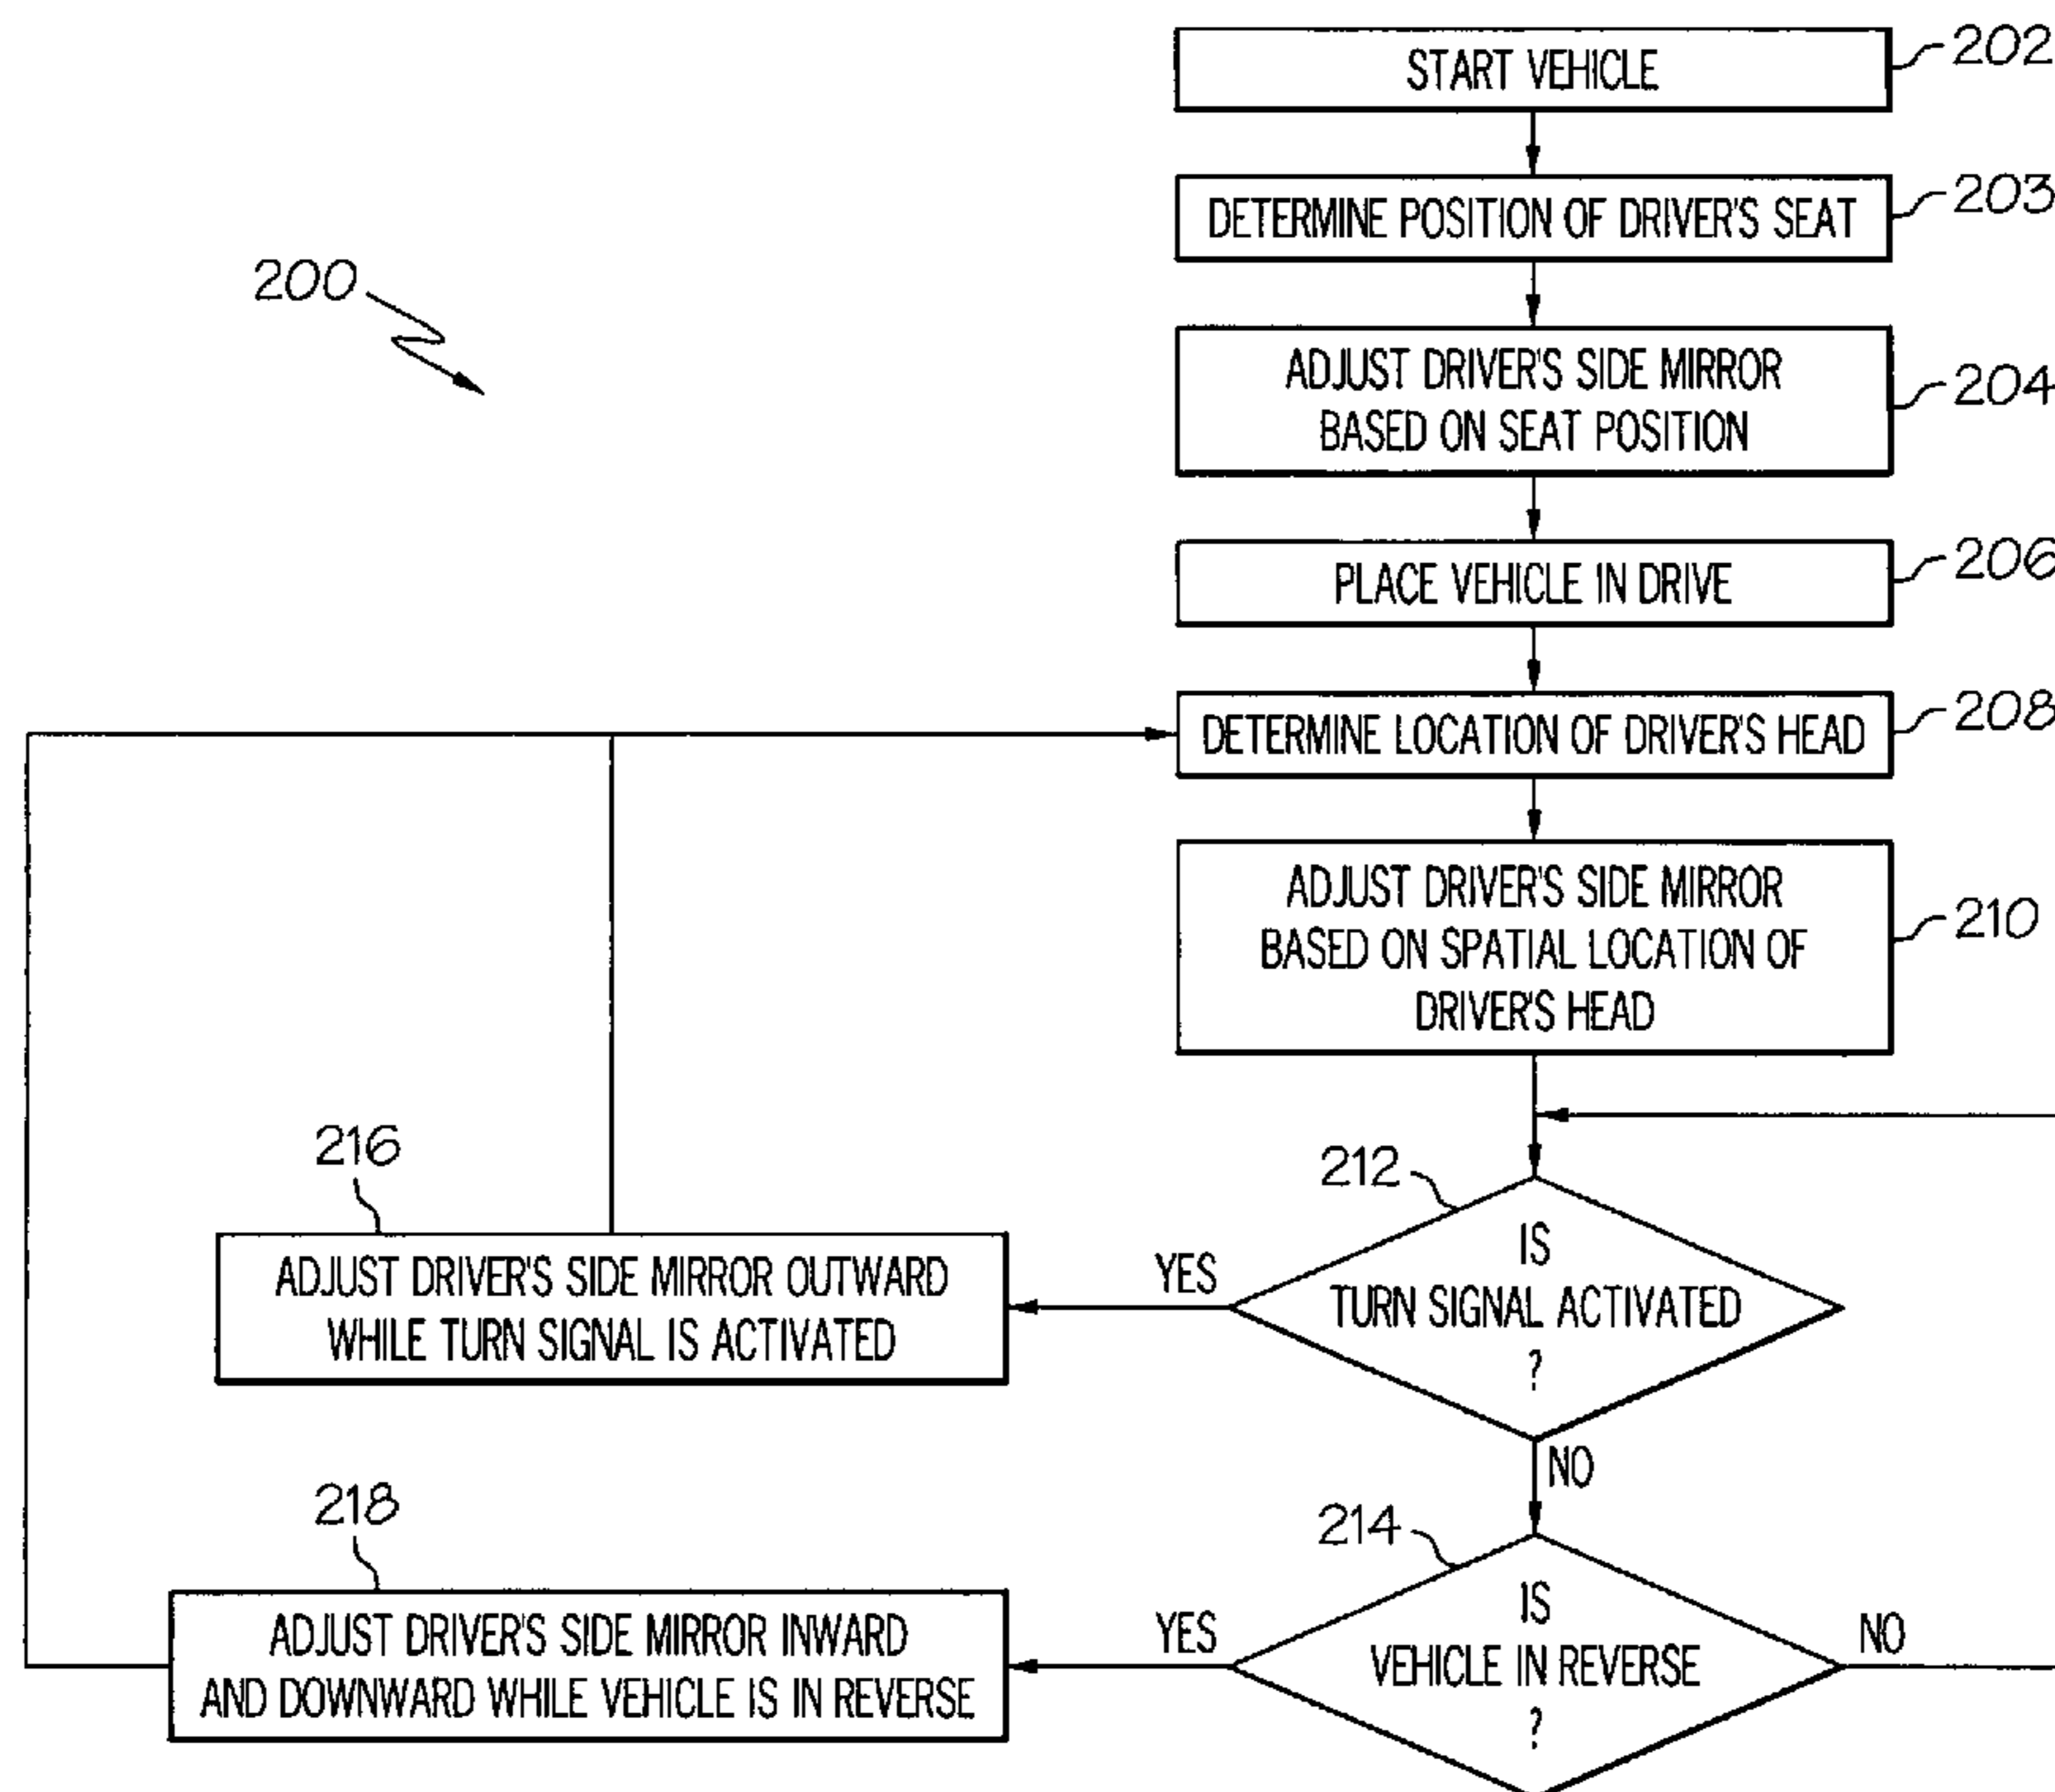 START VEHICLE
202
DETERMINE POSITION OF DRIVER'S SEAT
203
200
ADJUST DRIVER'S SIDE MIRROR
BASED ON SEAT POSITION
204
PLACE VEHICLE IN DRIVE
206
DETERMINE LOCATION OF DRIVER'S HEAD
208
ADJUST DRIVER'S SIDE MIRROR
BASED ON SPATIAL LOCATION OF
DRIVER'S HEAD
210
212
IS
TURN SIGNAL ACTIVATED
?
YES
216
ADJUST DRIVER'S SIDE MIRROR OUTWARD
WHILE TURN SIGNAL IS ACTIVATED
NO
214
IS
VEHICLE IN REVERSE
?
YES
NO
218
ADJUST DRIVER'S SIDE MIRROR INWARD
AND DOWNWARD WHILE VEHICLE IS IN REVERSE